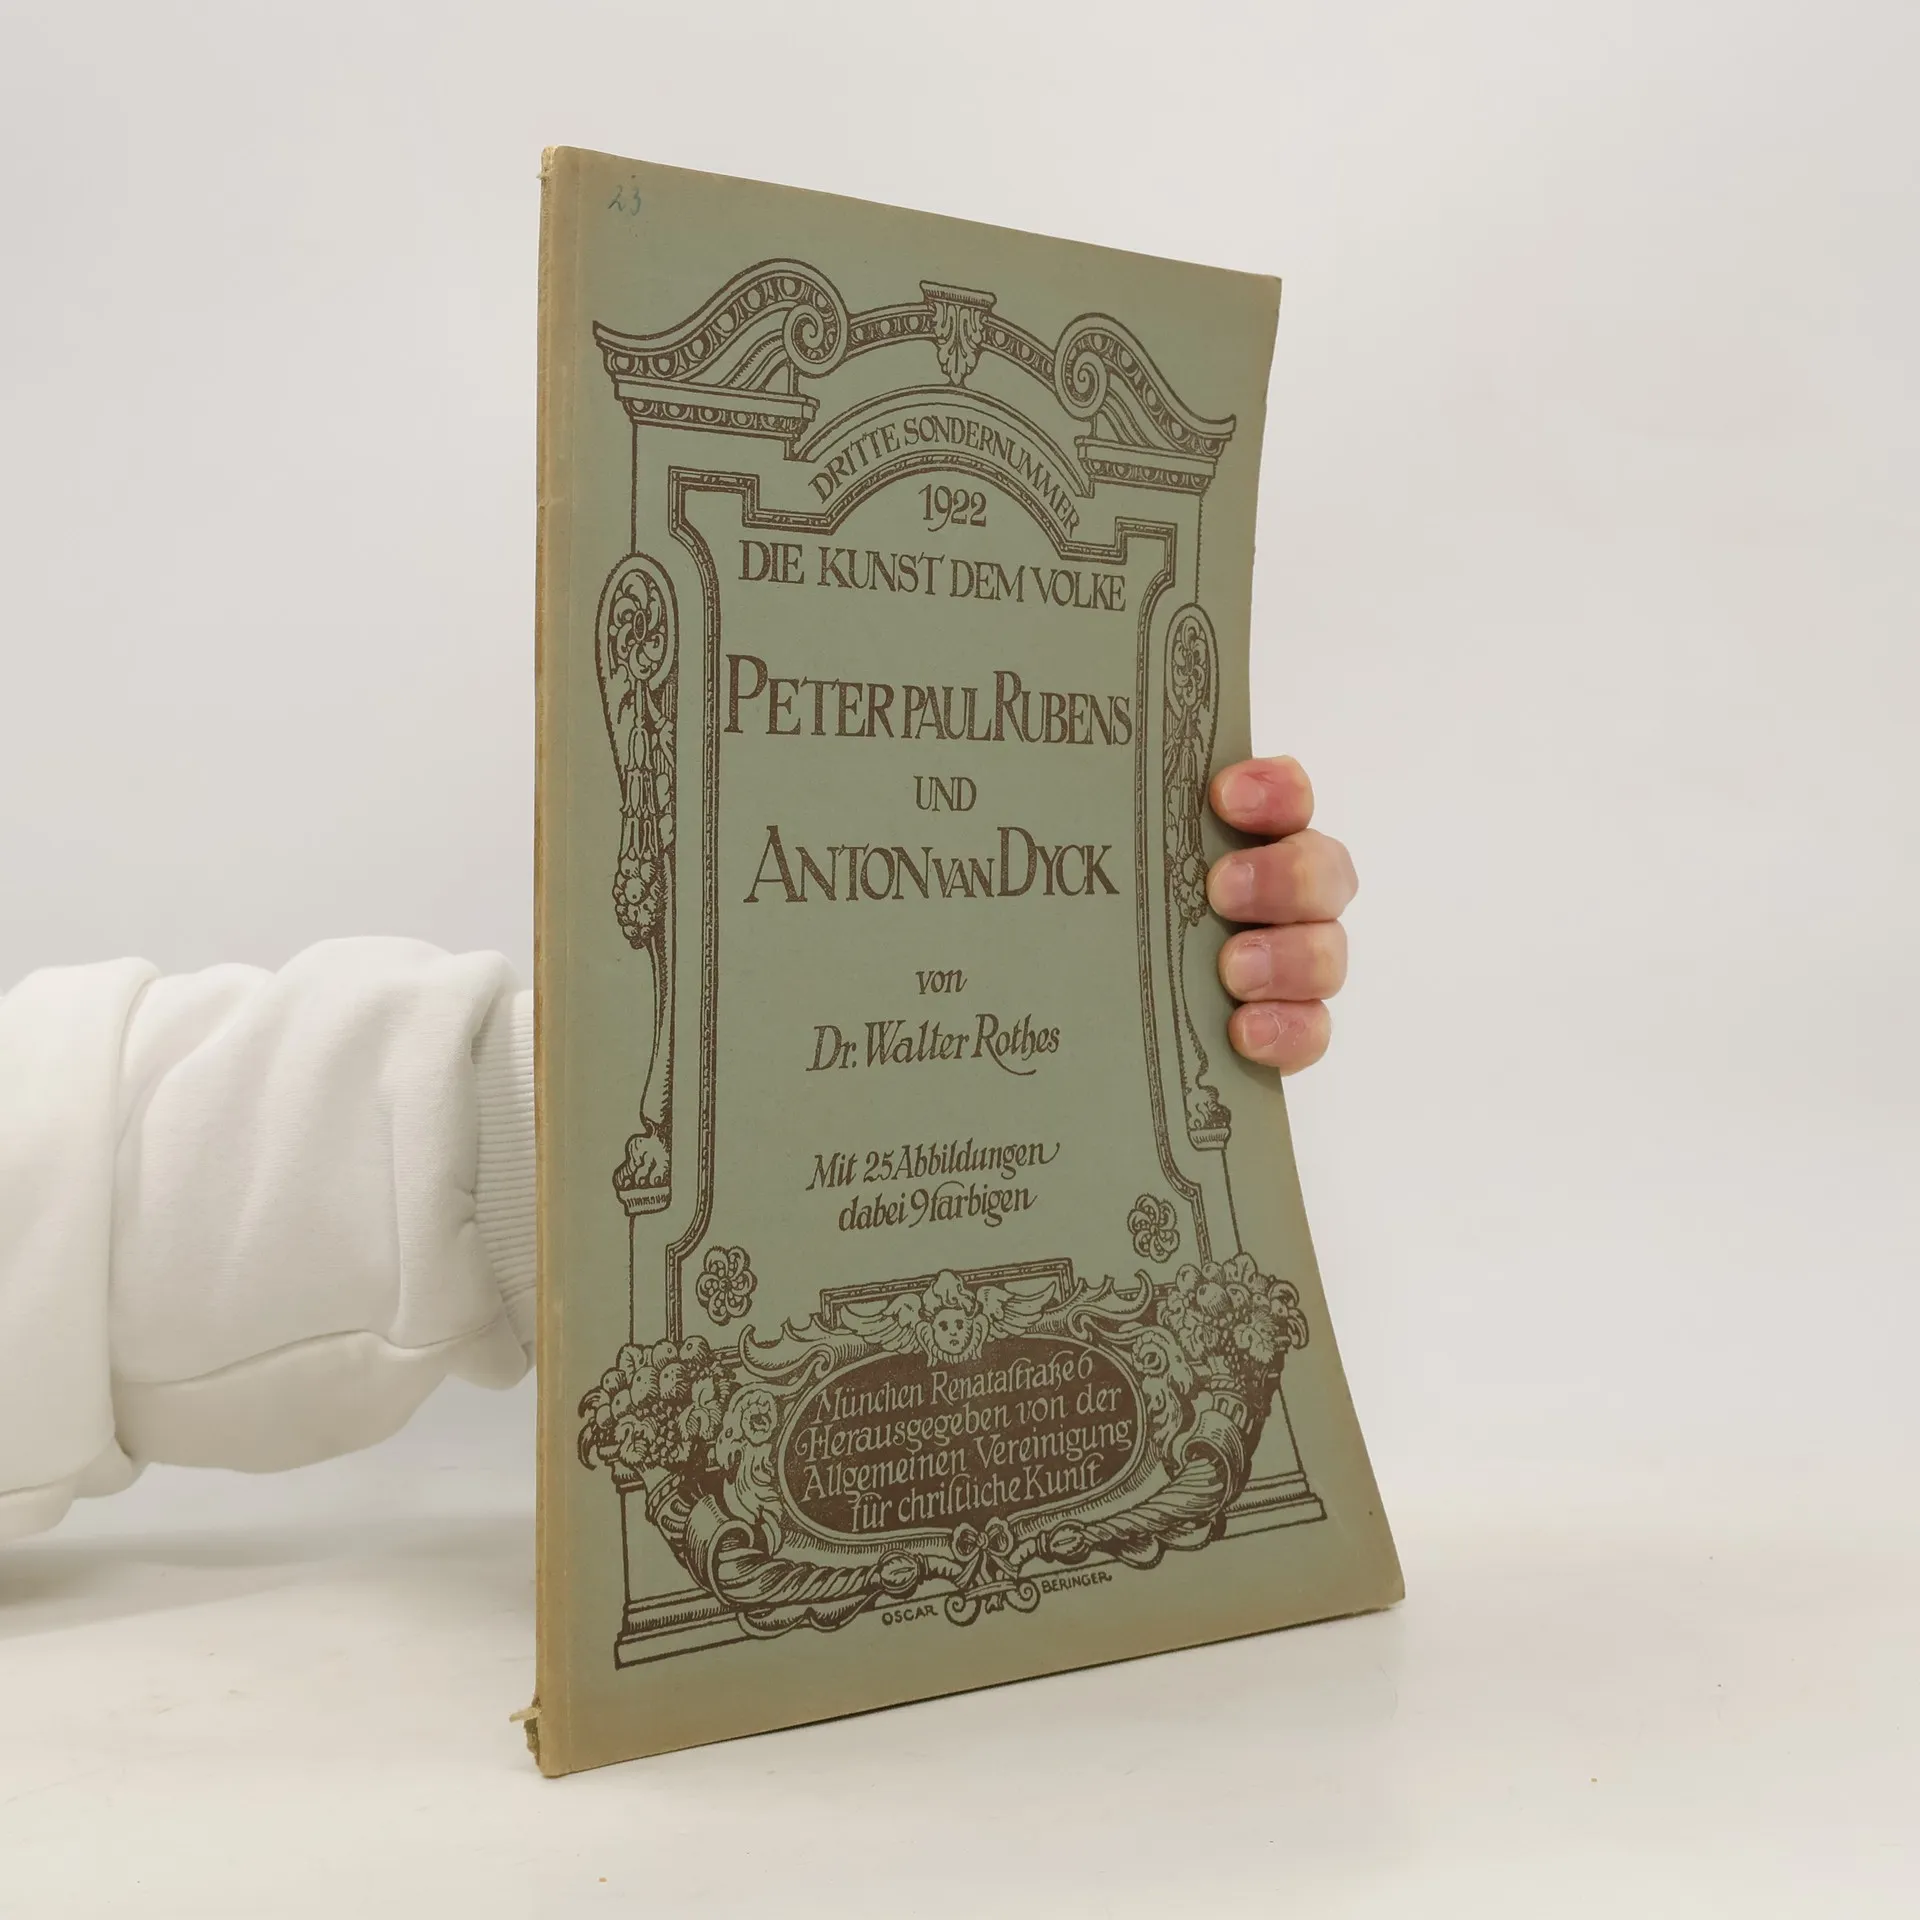 23
DRITTE SONDERNUMMER
1922
DIE KUNST DEM VOLKE
PETER PAUL RUBENS
UND
ANTON VAN DYCK
von
Dr. Walter Rothes
Mit 25 Abbildungen
dabei 9 farbigen
München Renatastraße 6
Herausgegeben von der
Allgemeinen Vereinigung
für christliche Kunst
OSCAR BERINGER